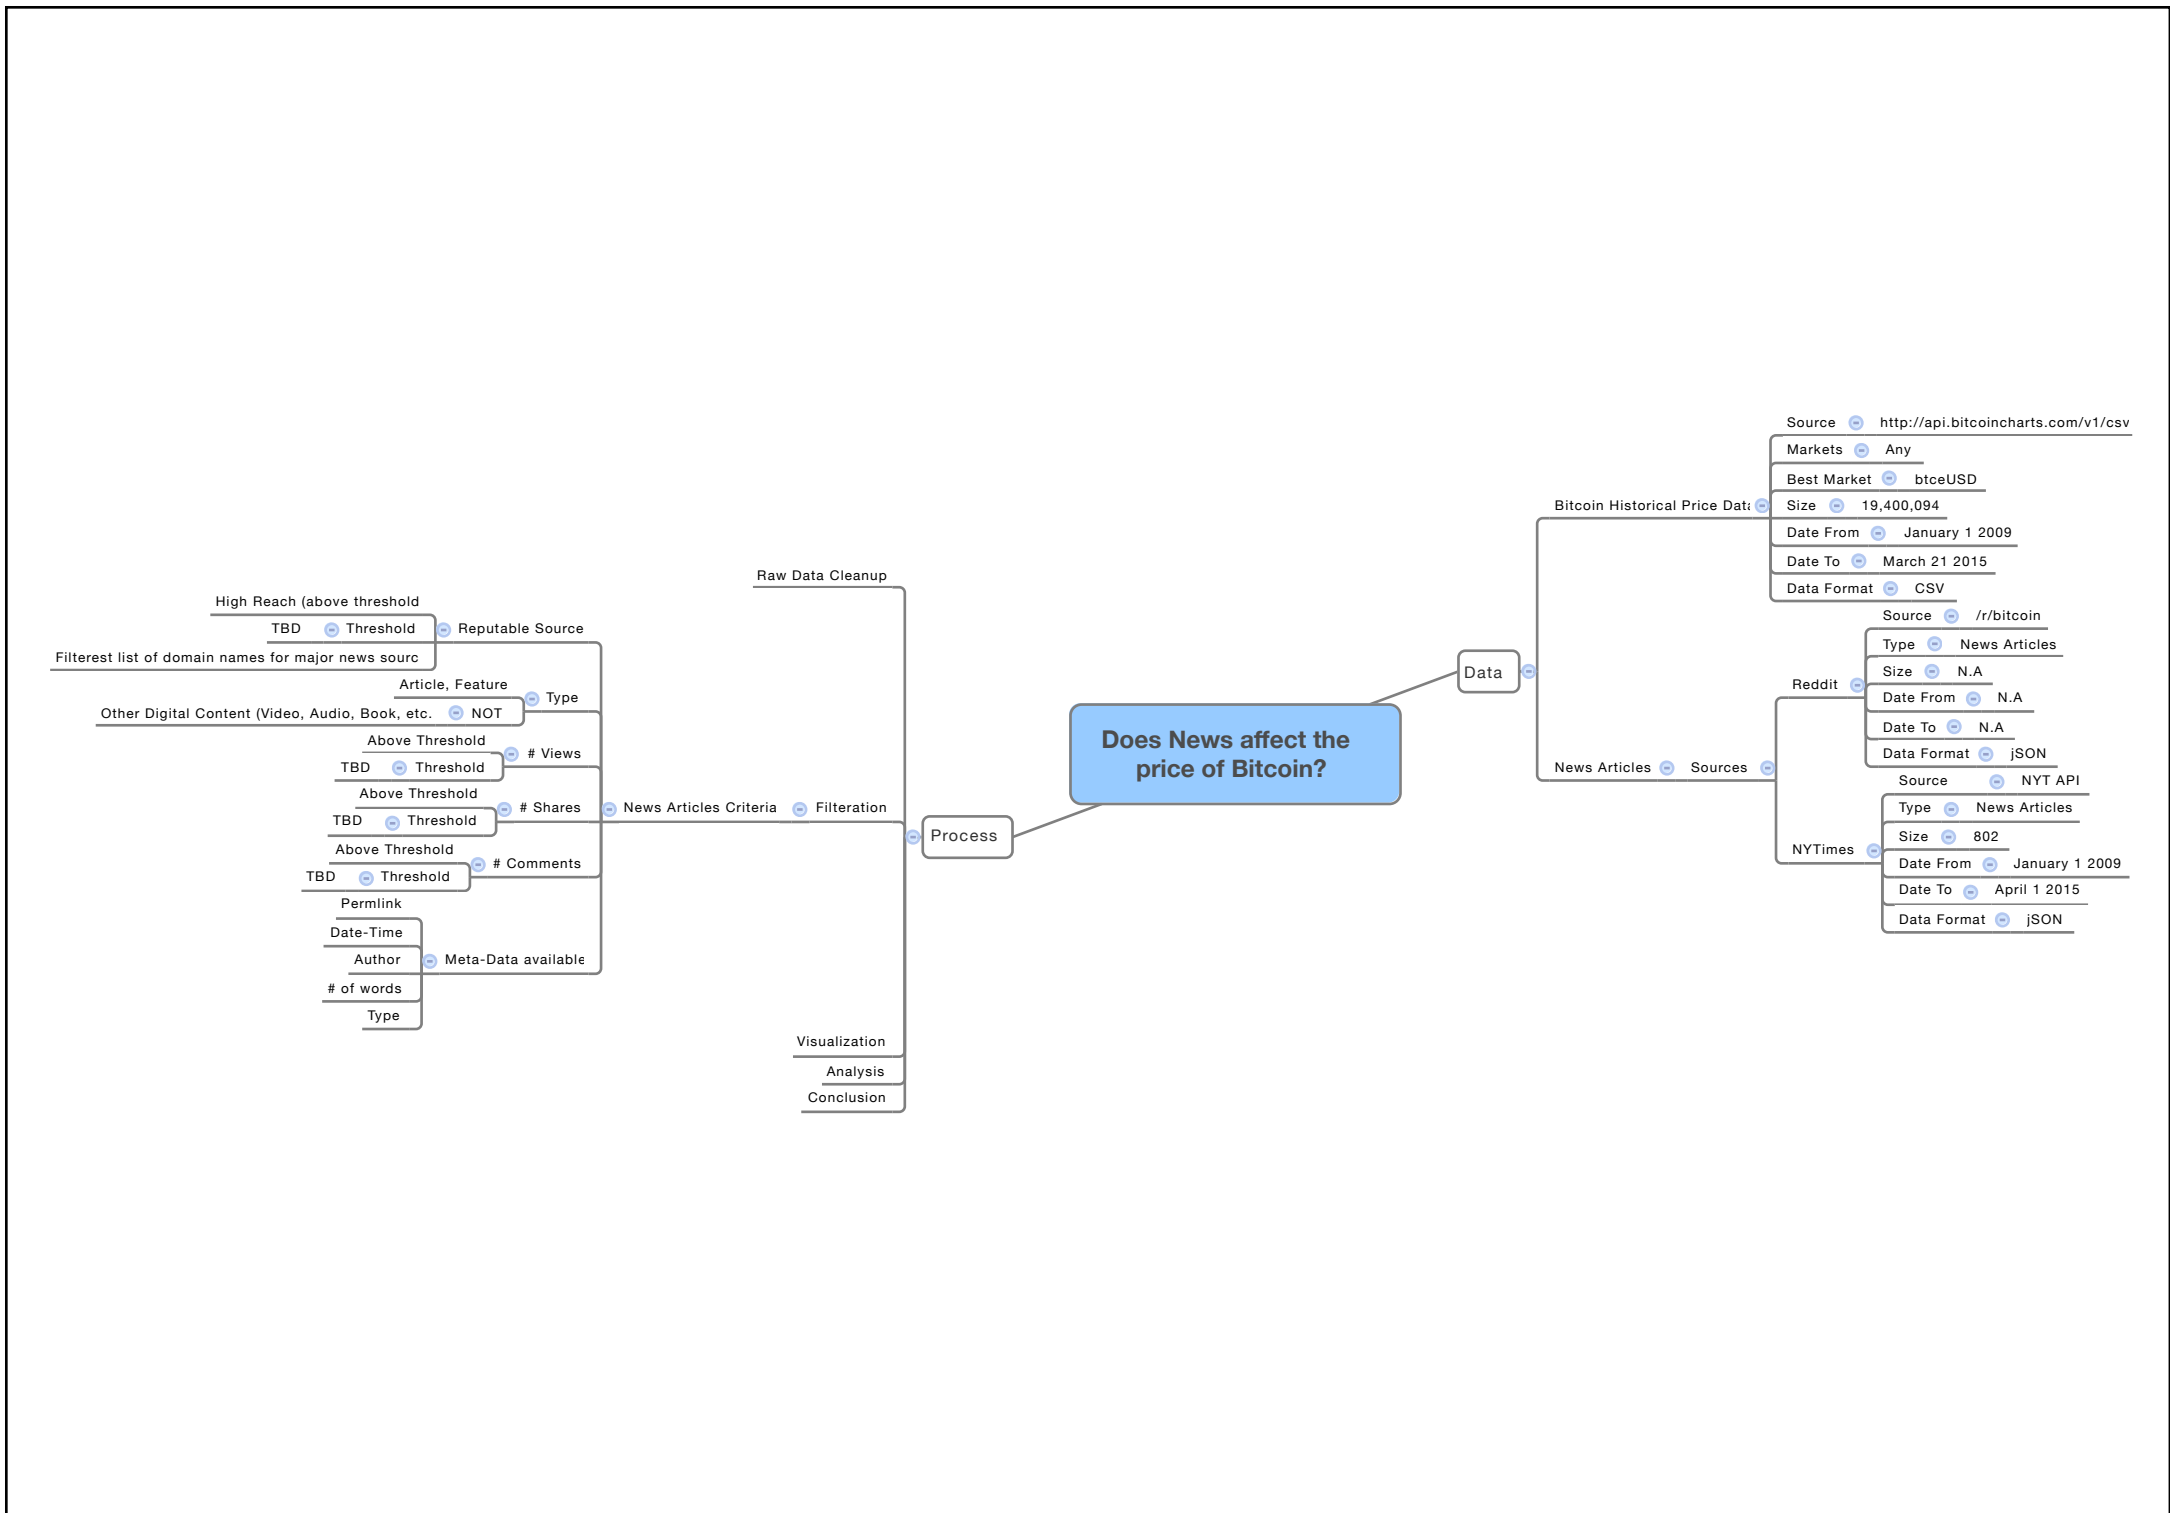 Does News affect the
price of Bitcoin?
Data
Bitcoin Historical Price Data
Source http://api.bitcoincharts.com/v1/csv
Markets Any
Best Market btceUSD
Size 19,400,094
Date From January 1 2009
Date To March 21 2015
Data Format CSV
News Articles Sources
Reddit
Source /r/bitcoin
Type News Articles
Size N.A
Date From N.A
Date To N.A
Data Format jSON
NYTimes
Source NYT API
Type News Articles
Size 802
Date From January 1 2009
Date To April 1 2015
Data Format jSON
Process
Raw Data Cleanup
Filteration
News Articles Criteria
Reputable Source
High Reach (above threshold
TBD Threshold
Filterest list of domain names for major news sourc
Type
Article, Feature
Other Digital Content (Video, Audio, Book, etc. NOT
# Views
Above Threshold
TBD Threshold
# Shares
Above Threshold
TBD Threshold
# Comments
Above Threshold
TBD Threshold
Meta-Data available
Permlink
Date-Time
Author
# of words
Type
Visualization
Analysis
Conclusion